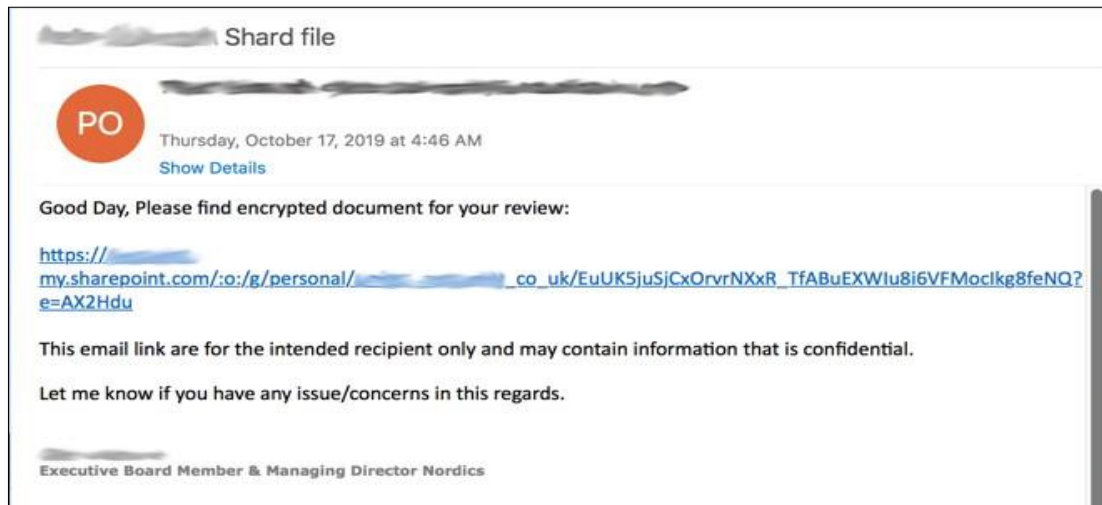 Shard file
PO
Thursday, October 17, 2019 at 4:46 AM
Show Details
Good Day, Please find encrypted document for your review:
https://
my.sharepoint.com/:o:/g/personal/ _co_uk/EuUK5juSjCxOrvrNXxR_TfABuEXWIu8i6VFMocIkg8feNQ?
e=AX2Hdu
This email link are for the intended recipient only and may contain information that is confidential.
Let me know if you have any issue/concerns in this regards.
Executive Board Member & Managing Director Nordics